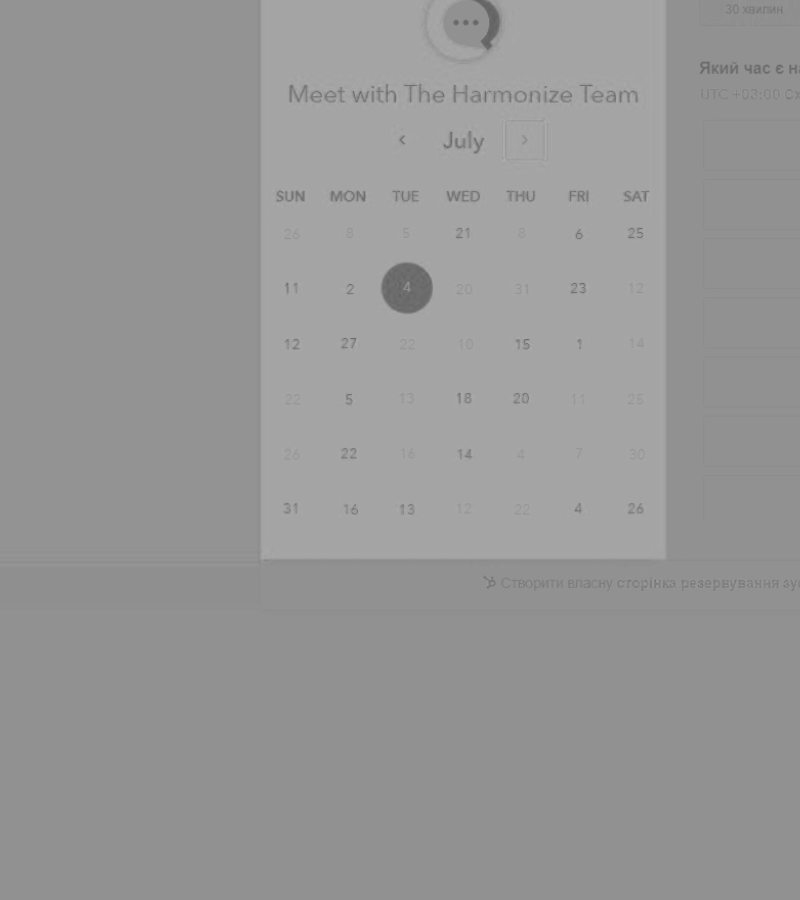 30 хвилин
Який час є
UTC +03:00
Meet with The Harmonize Team
July
SUN MON TUE WED THU FRI SAT
26 8 5 21 8 6 25
11 2 4 20 31 23 12
12 27 22 10 15 1 14
22 5 13 18 20 11 25
26 22 16 14 4 7 30
31 16 13 12 22 4 26
Створити власну сторінка резервування